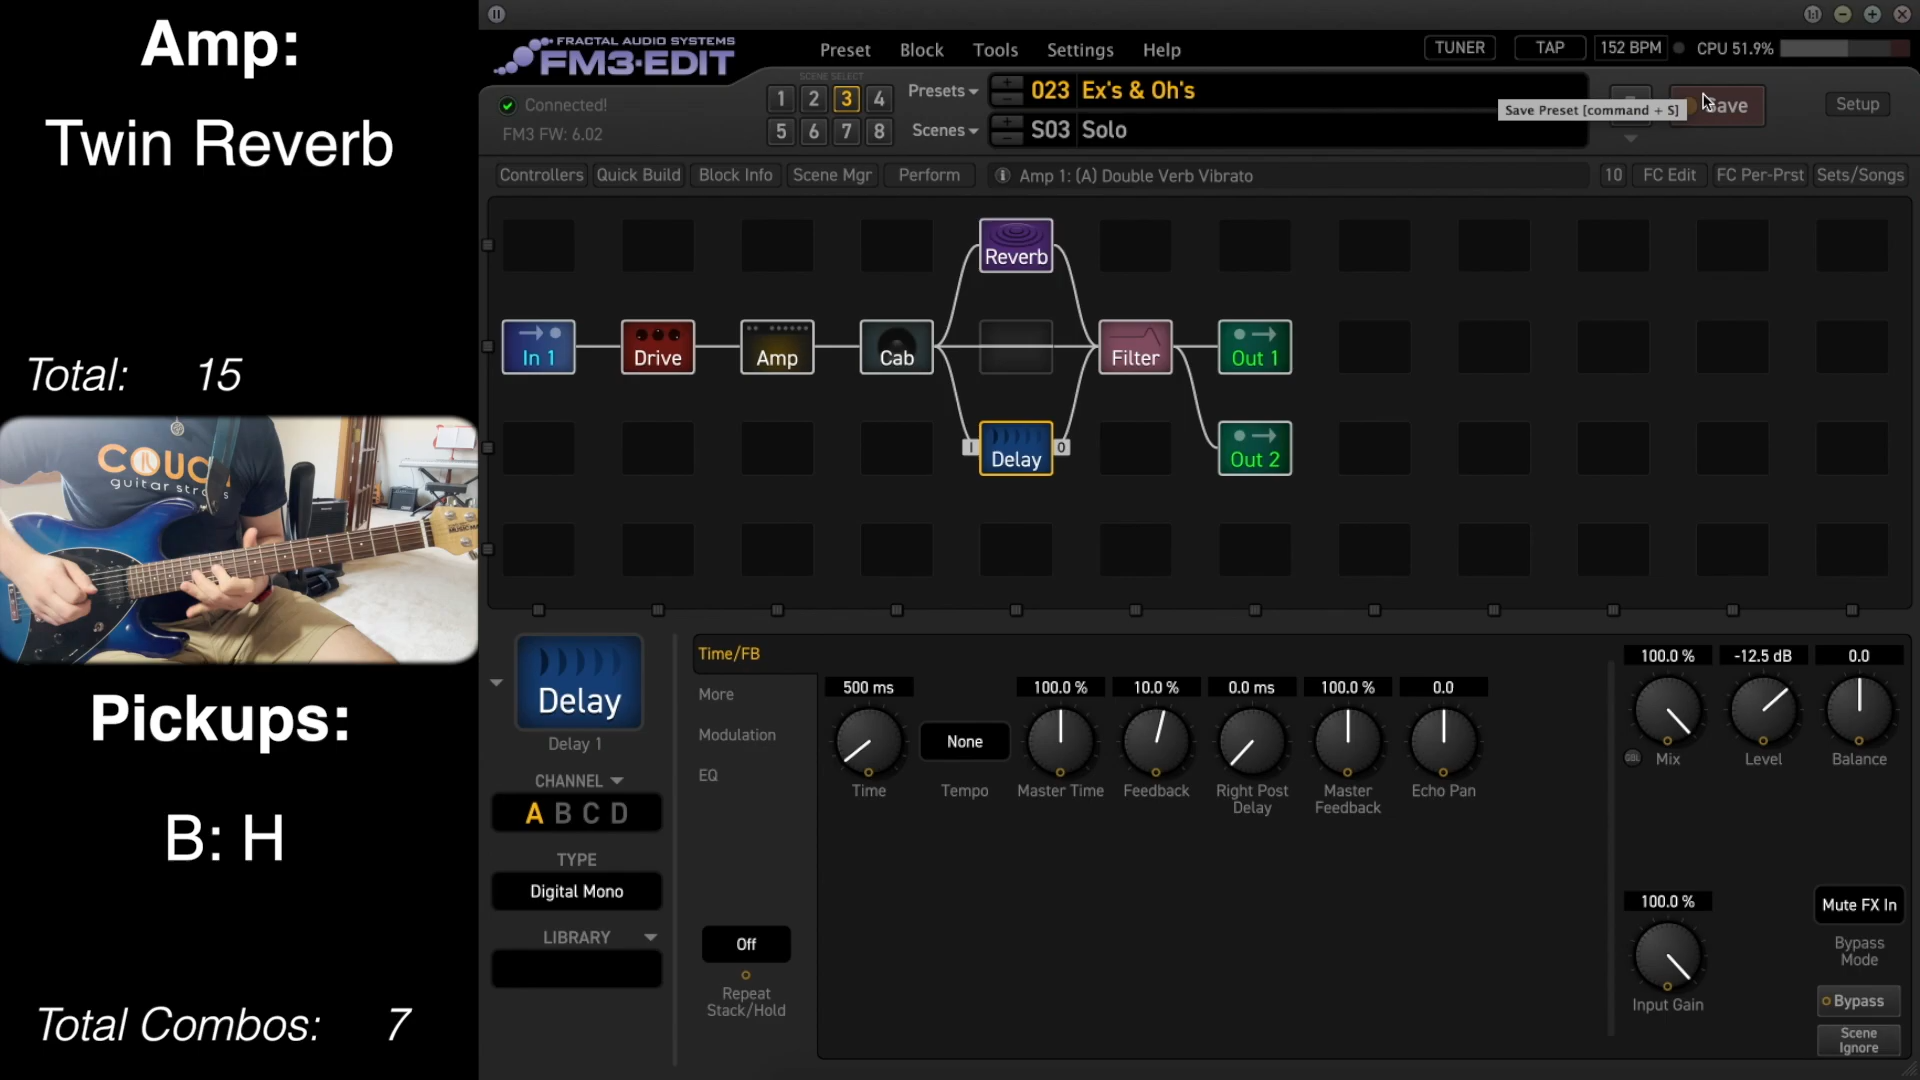 Amp:
Twin Reverb
Total: 15
COUC
guitar straps
Pickups:
B: H
Total Combos: 7
FRACTAL AUDIO SYSTEMS
FM3·EDIT
Preset Block Tools Settings Help
TUNER TAP 152 BPM CPU 51.9%
Connected!
FM3 FW: 6.02
SCENE SELECT
1 2 3 4
5 6 7 8
Presets 023 Ex's & Oh's
Scenes S03 Solo
Save Preset [command + S]
Save
Setup
Controllers Quick Build Block Info Scene Mgr Perform Amp 1: (A) Double Verb Vibrato 10 FC Edit FC Per-Prst Sets/Songs
Reverb
In 1 Drive Amp Cab Filter Out 1
I Delay O Out 2
Delay
Delay 1
CHANNEL
A B C D
TYPE
Digital Mono
LIBRARY
Time/FB
More
Modulation
EQ
Off
Repeat
Stack/Hold
500 ms 100.0 % 10.0 % 0.0 ms 100.0 % 0.0
None
Time Tempo Master Time Feedback Right Post Delay Master Feedback Echo Pan
100.0 % -12.5 dB 0.0
GBL
Mix Level Balance
100.0 %
Input Gain
Mute FX In
Bypass
Mode
Bypass
Scene
Ignore